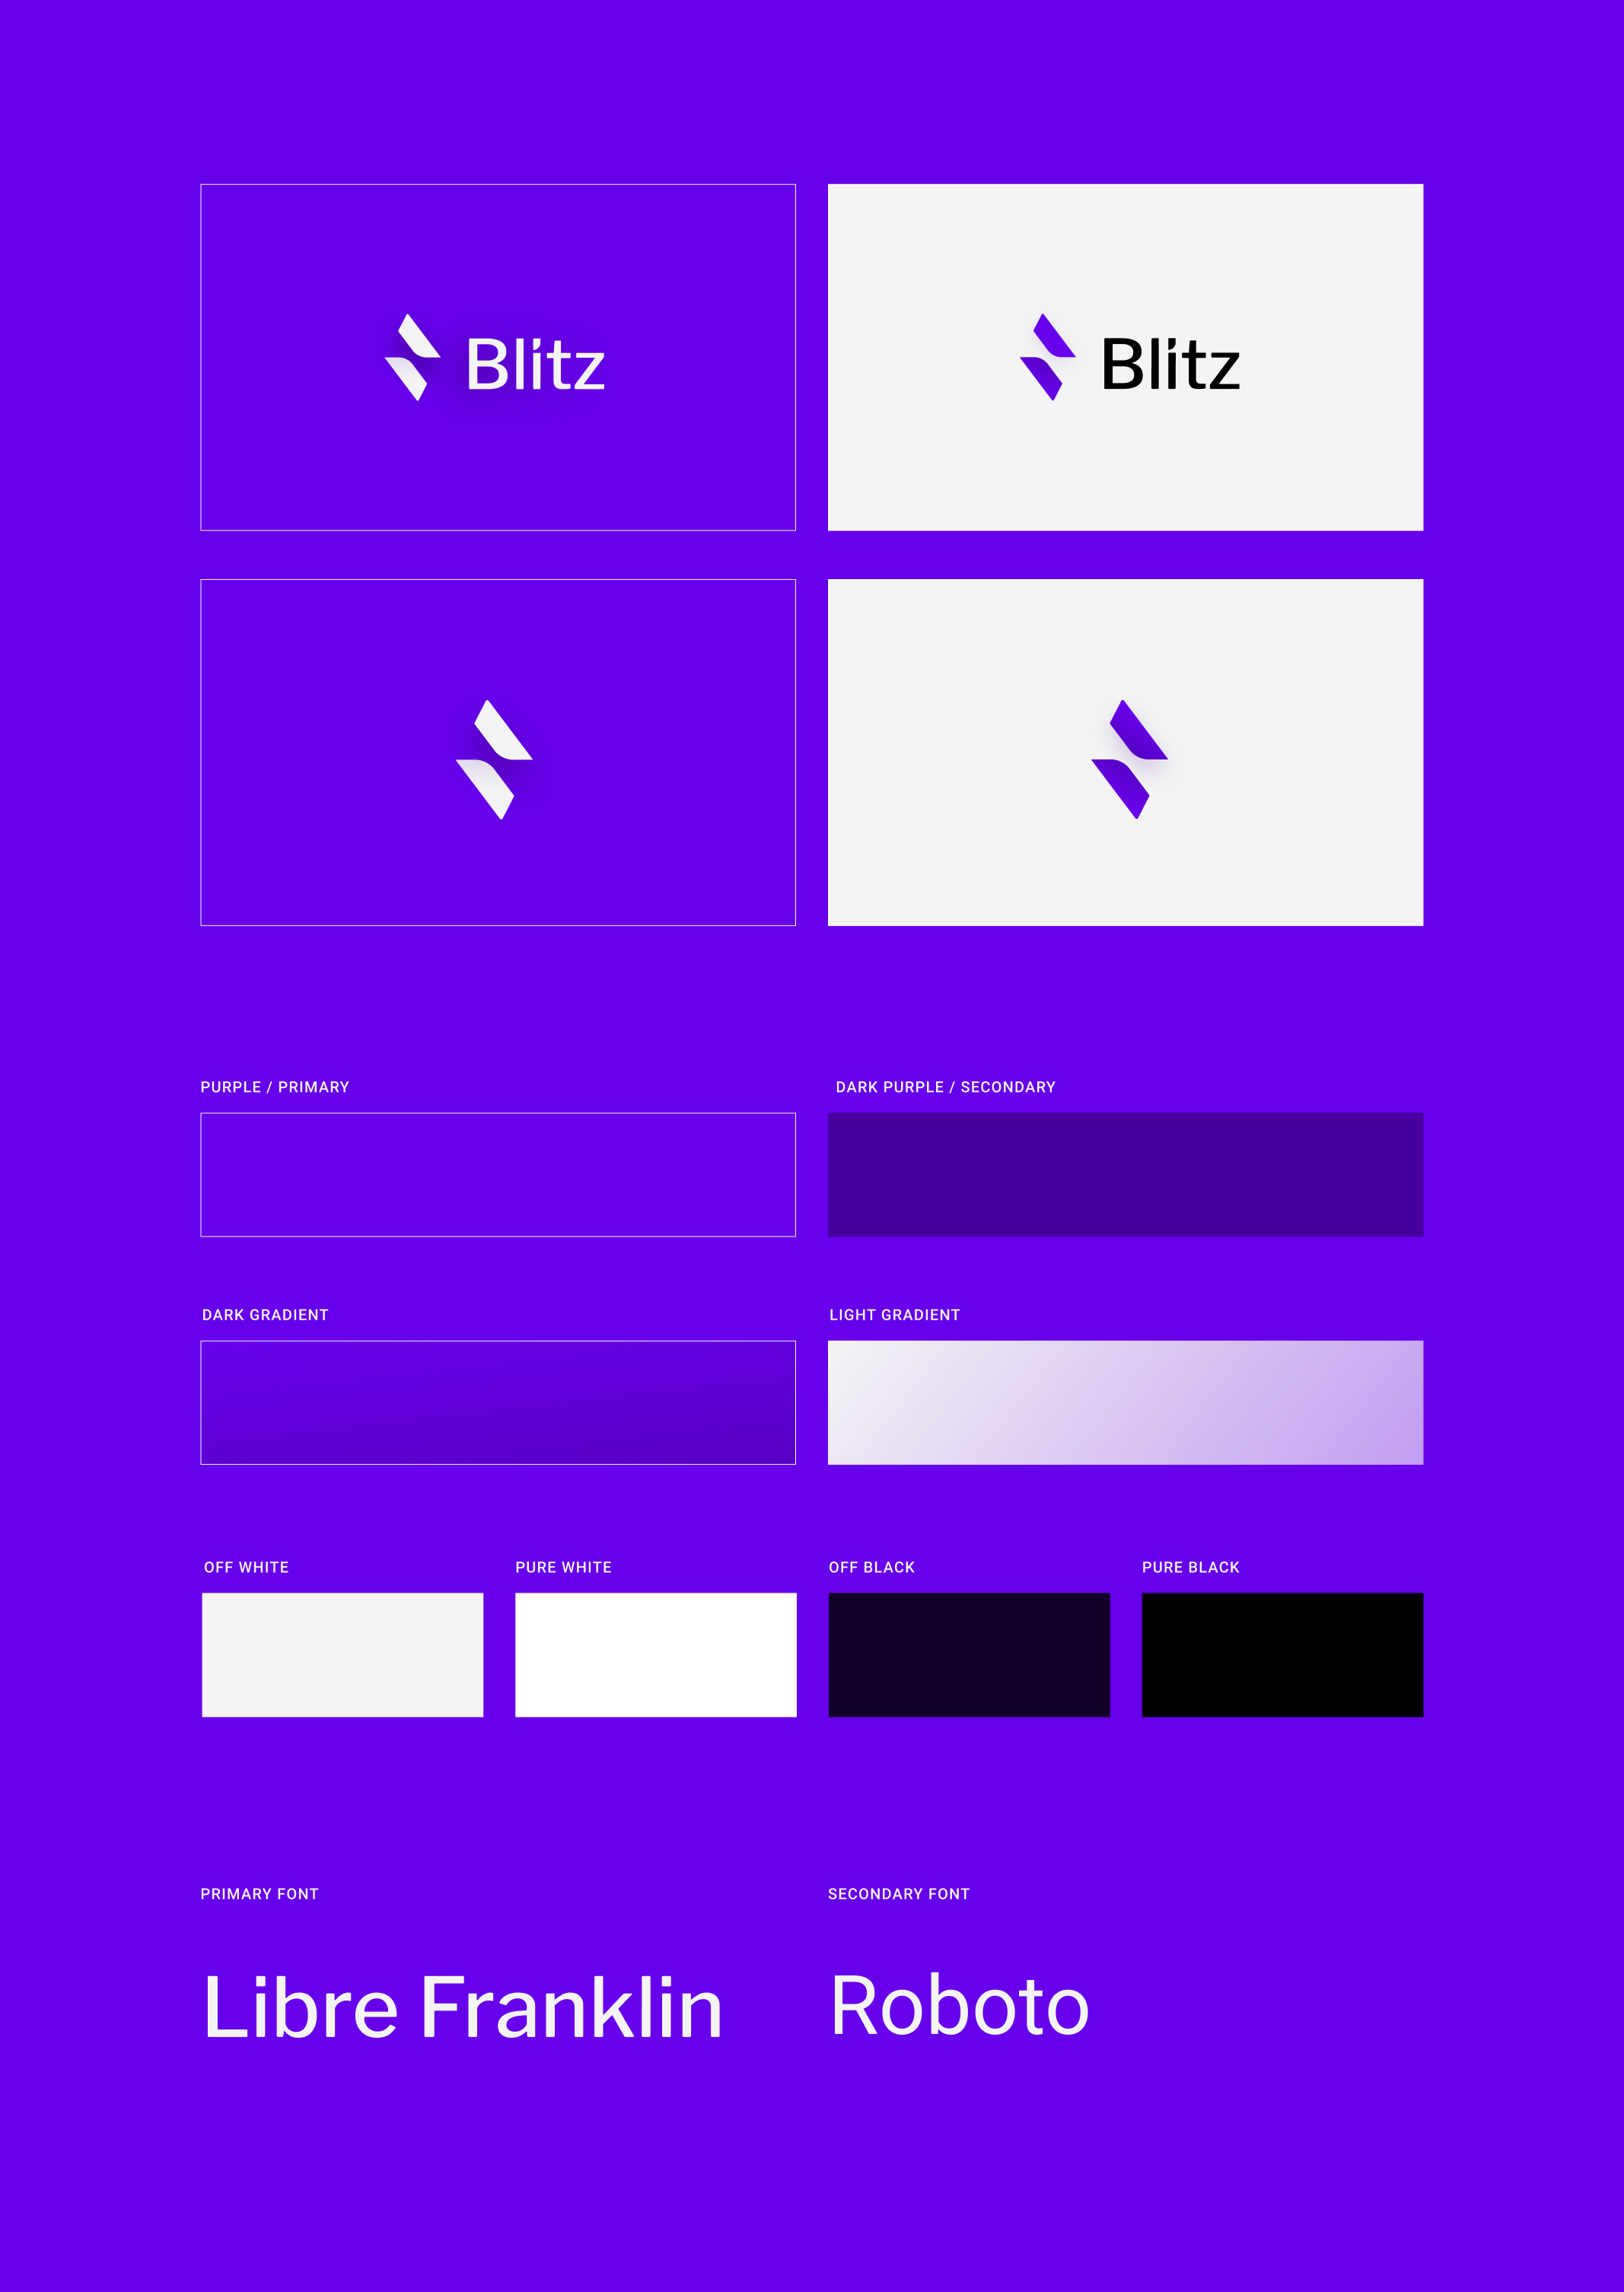 Blitz
Blitz
PURPLE / PRIMARY
DARK PURPLE / SECONDARY
DARK GRADIENT
LIGHT GRADIENT
OFF WHITE
PURE WHITE
OFF BLACK
PURE BLACK
PRIMARY FONT
SECONDARY FONT
Libre Franklin
Roboto